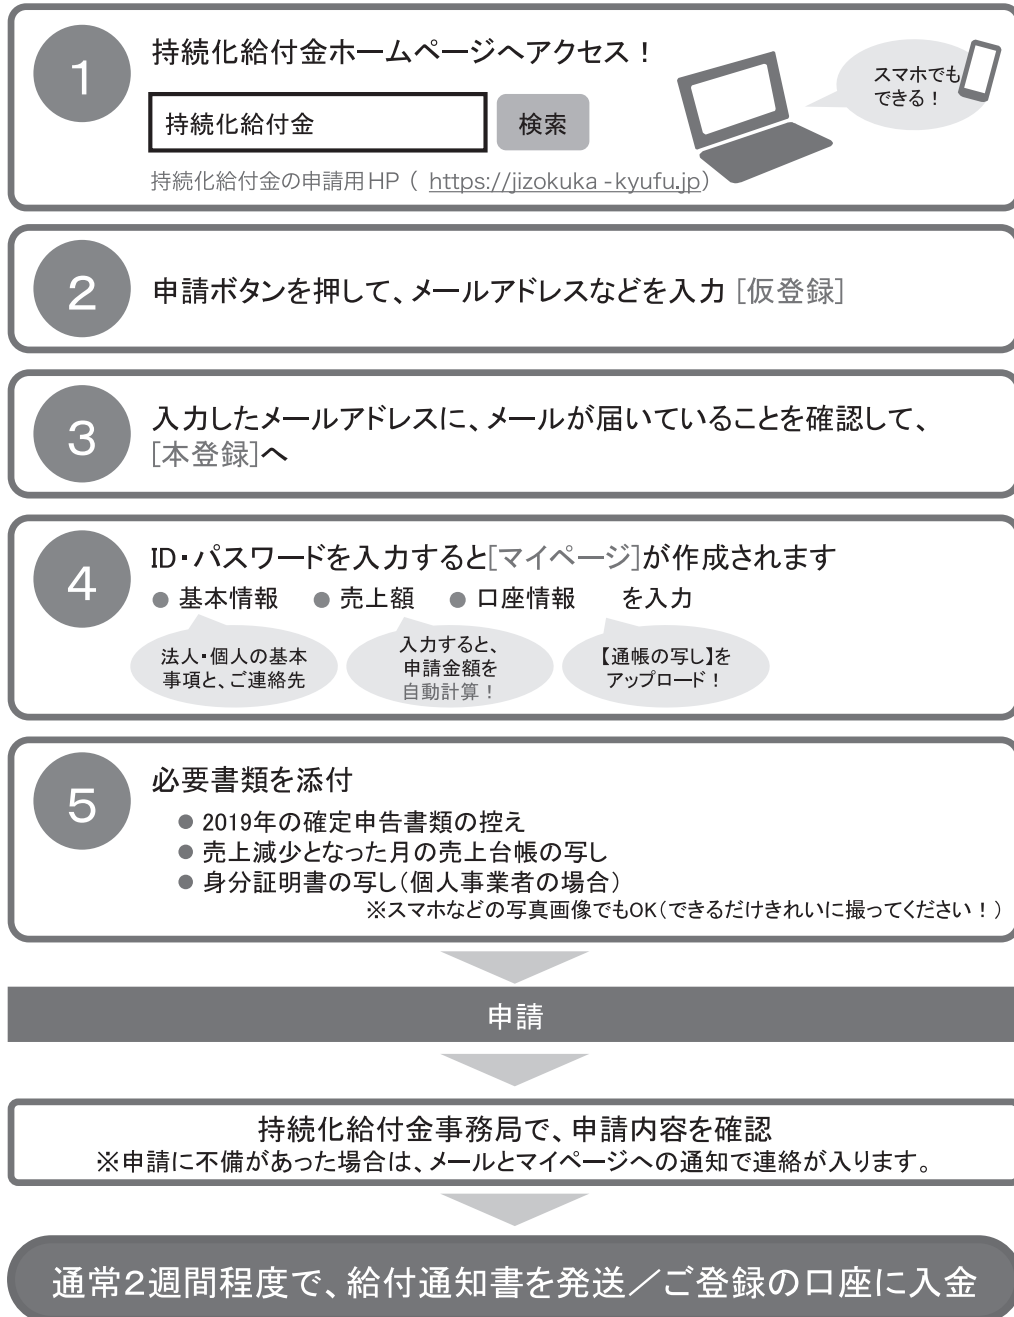 1
持続化給付金ホームページへアクセス！
持続化給付金
検索
スマホでも
できる！
持続化給付金の申請用HP（ https://jizokuka-kyufu.jp）
2
申請ボタンを押して、メールアドレスなどを入力 [仮登録]
3
入力したメールアドレスに、メールが届いていることを確認して、
[本登録]へ
4
ID・パスワードを入力すると[マイページ]が作成されます
● 基本情報 ● 売上額 ● 口座情報 を入力
法人・個人の基本
事項と、ご連絡先
入力すると、
申請金額を
自動計算！
【通帳の写し】を
アップロード！
5
必要書類を添付
● 2019年の確定申告書類の控え
● 売上減少となった月の売上台帳の写し
● 身分証明書の写し（個人事業者の場合）
※スマホなどの写真画像でもOK（できるだけきれいに撮ってください！）
申請
持続化給付金事務局で、申請内容を確認
※申請に不備があった場合は、メールとマイページへの通知で連絡が入ります。
通常2週間程度で、給付通知書を発送／ご登録の口座に入金